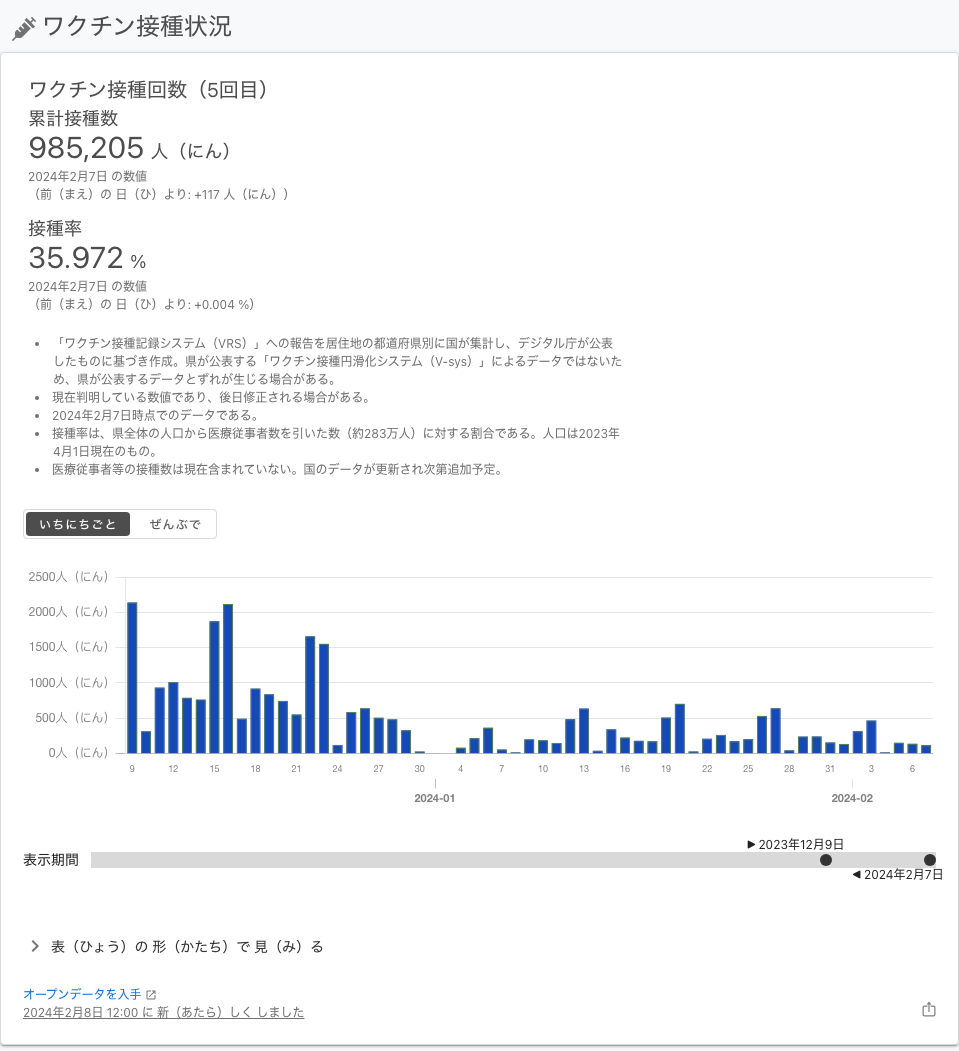 ワクチン接種状況
ワクチン接種回数（5回目）
累計接種数
985,205 人（にん）
2024年2月7日 の数値
（前（まえ）の 日（ひ）より: +117 人（にん））
接種率
35.972 %
2024年2月7日 の数値
（前（まえ）の 日（ひ）より: +0.004 %）
• 「ワクチン接種記録システム（VRS）」への報告を居住地の都道府県別に国が集計し、デジタル庁が公表
したものに基づき作成。県が公表する「ワクチン接種円滑化システム（V-sys）」によるデータではないた
め、県が公表するデータとずれが生じる場合がある。
• 現在判明している数値であり、後日修正される場合がある。
• 2024年2月7日時点でのデータである。
• 接種率は、県全体の人口から医療従事者数を引いた数（約283万人）に対する割合である。人口は2023年
4月1日現在のもの。
• 医療従事者等の接種数は現在含まれていない。国のデータが更新され次第追加予定。
いちにちごと ぜんぶで
2500人（にん）
2000人（にん）
1500人（にん）
1000人（にん）
500人（にん）
0人（にん）
9 12 15 18 21 24 27 30 4 7 10 13 16 19 22 25 28 31 3 6
2024-01 2024-02
▶ 2023年12月9日
表示期間
◀ 2024年2月7日
表（ひょう）の 形（かたち）で 見（み）る
オープンデータを入手
2024年2月8日 12:00 に 新（あたら）しく しました